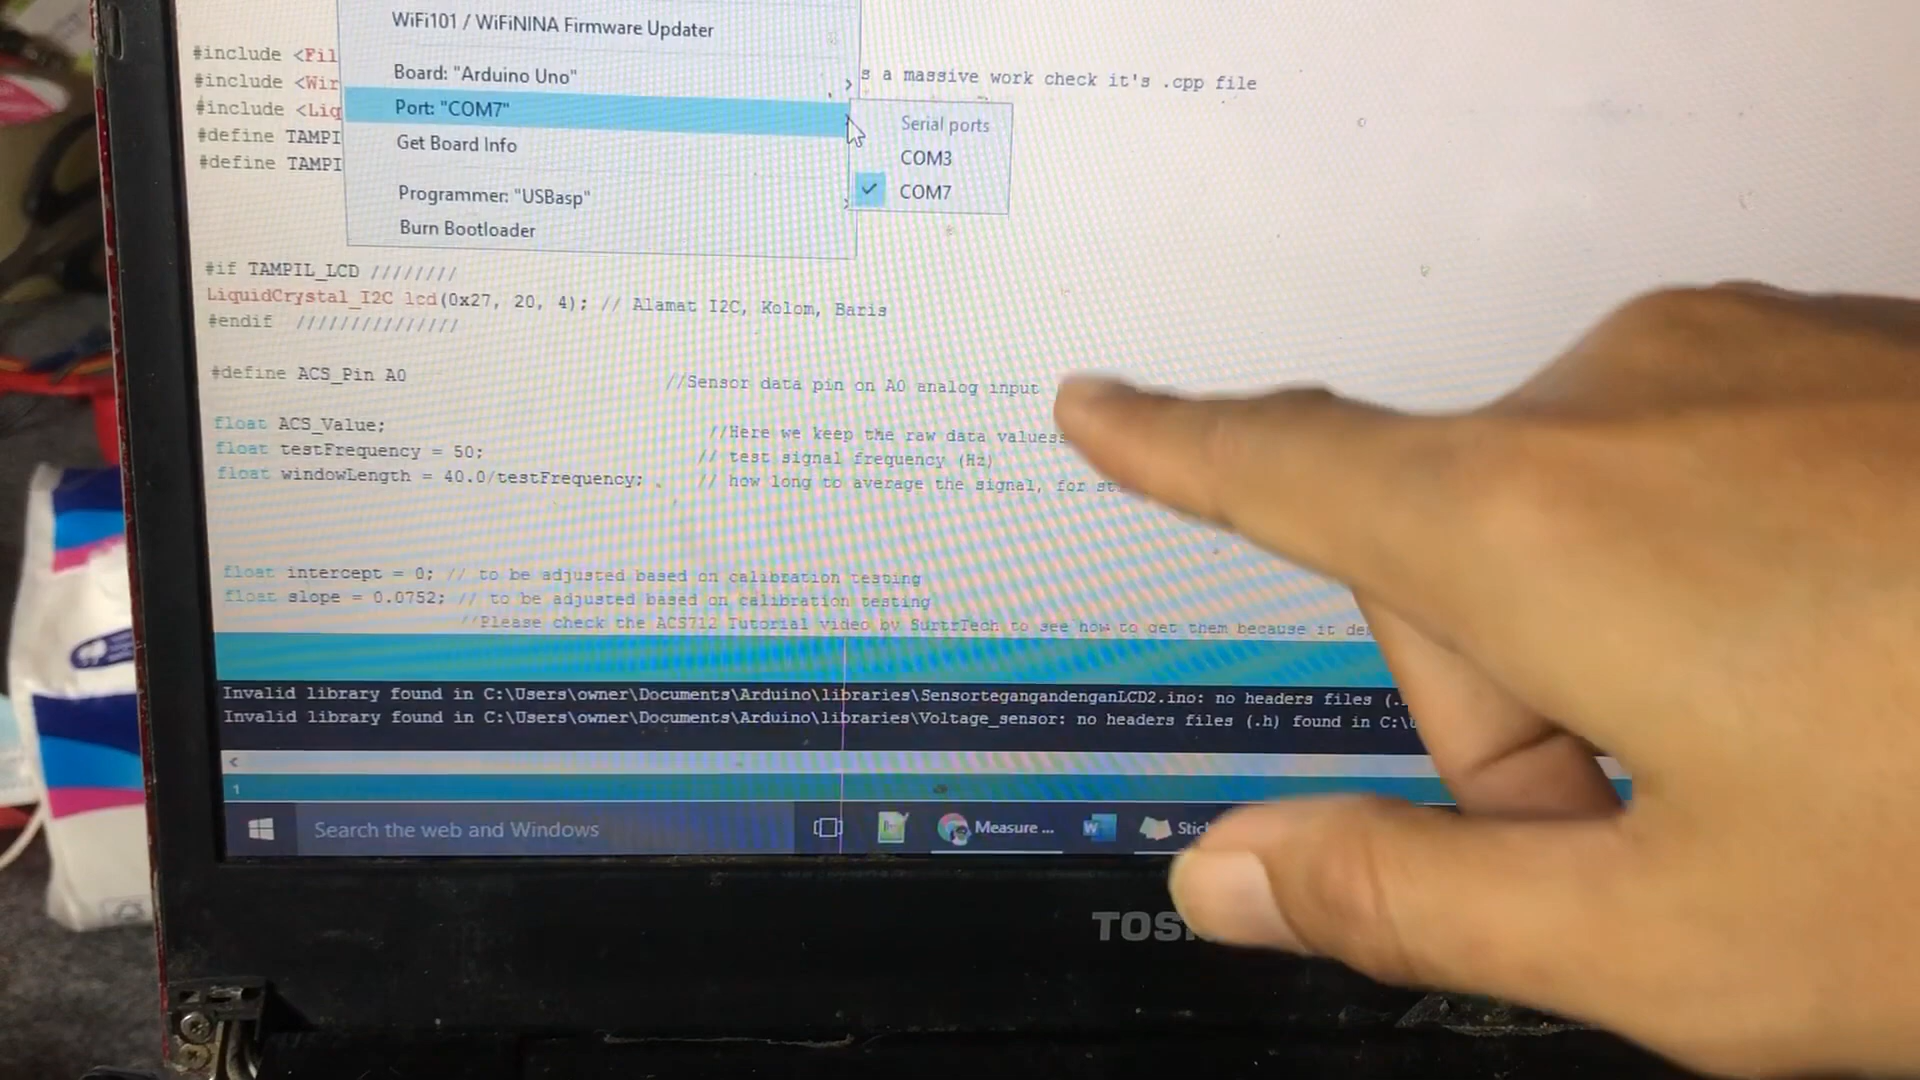 WiFi101 / WiFiNINA Firmware Updater
#include <Fil
Board: "Arduino Uno"
s a massive work check it's .cpp file
#include <Wir
Port: "COM7"
#include <Liq
Serial ports
#define TAMPI
Get Board Info
COM3
#define TAMPI
COM7
Programmer: "USBasp"
Burn Bootloader
#if TAMPIL_LCD ////////
LiquidCrystal_I2C lcd(0x27, 20, 4); // Alamat I2C, Kolom, Baris
#endif ///////////////
#define ACS_Pin A0 //Sensor data pin on A0 analog input
float ACS_Value; //Here we keep the raw data valuess
float testFrequency = 50; // test signal frequency (Hz)
float windowLength = 40.0/testFrequency; // how long to average the signal, for st
float intercept = 0; // to be adjusted based on calibration testing
float slope = 0.0752; // to be adjusted based on calibration testing
//Please check the ACS712 Tutorial video by SurtrTech to see how to get them because it de
Invalid library found in C:\Users\owner\Documents\Arduino\libraries\SensortegangandenganLCD2.ino: no headers files (.
Invalid library found in C:\Users\owner\Documents\Arduino\libraries\Voltage_sensor: no headers files (.h) found in C:\
1
Search the web and Windows
Measure ...
Stic
TOS